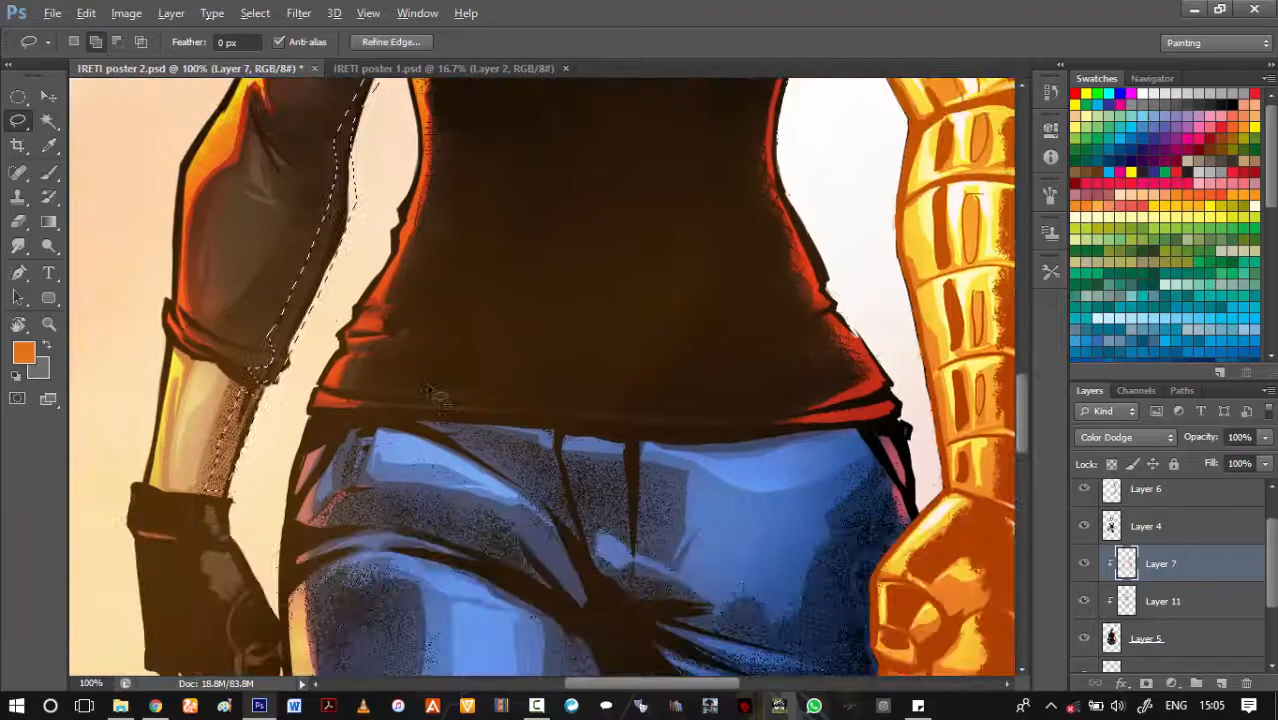 Ps File Edit Image Layer Type Select Filter 3D View Window Help
Feather: 0 px Anti-alias Refine Edge... Painting
IRETI poster 2.psd @ 100% (Layer 7, RGB/8#) * × IRETI poster 1.psd @ 16.7% (Layer 2, RGB/8#) ×
Swatches Navigator
Layers Channels Paths
Kind
Color Dodge Opacity: 100%
Lock: Fill: 100%
Layer 6
Layer 4
Layer 7
Layer 11
Layer 5
100% Doc: 18.8M/83.8M
ENG 15:05